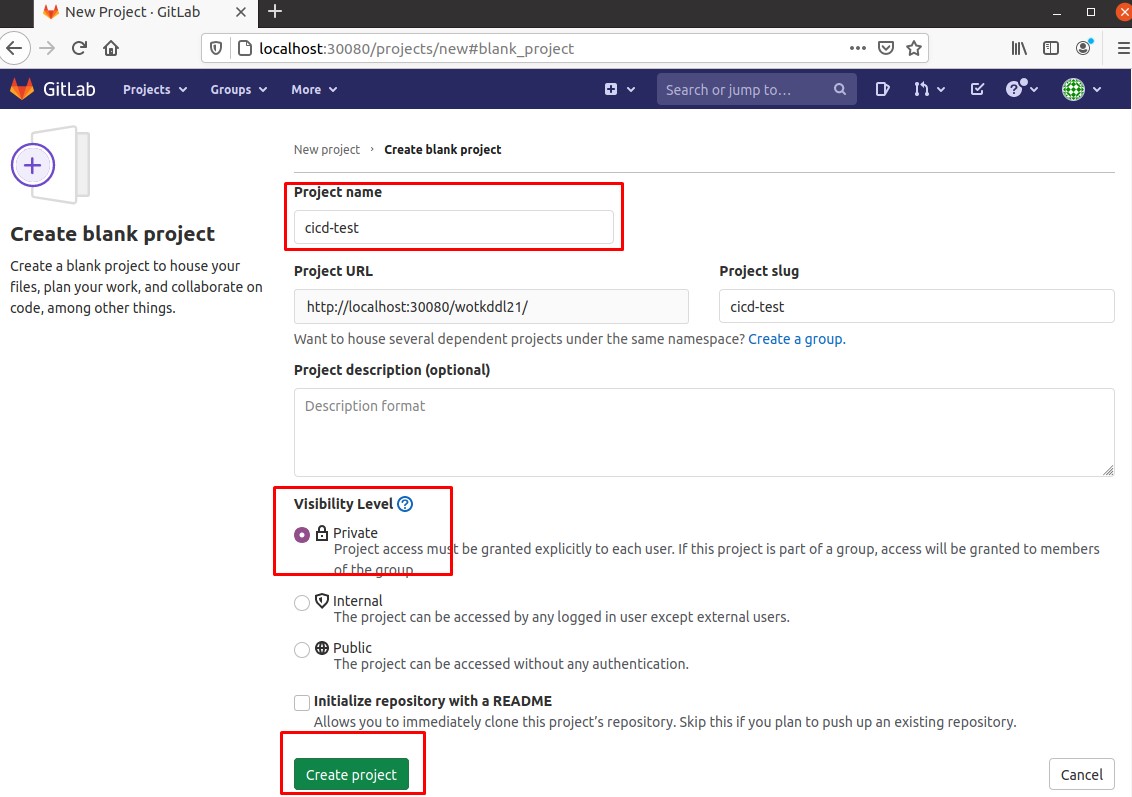 New Project · GitLab
localhost:30080/projects/new#blank_project
GitLab Projects Groups More Search or jump to...
New project › Create blank project
Create blank project
Create a blank project to house your
files, plan your work, and collaborate on
code, among other things.
Project name
cicd-test
Project URL Project slug
http://localhost:30080/wotkddl21/ cicd-test
Want to house several dependent projects under the same namespace? Create a group.
Project description (optional)
Description format
Visibility Level
Private
Project access must be granted explicitly to each user. If this project is part of a group, access will be granted to members
of the group.
Internal
The project can be accessed by any logged in user except external users.
Public
The project can be accessed without any authentication.
Initialize repository with a README
Allows you to immediately clone this project's repository. Skip this if you plan to push up an existing repository.
Create project Cancel